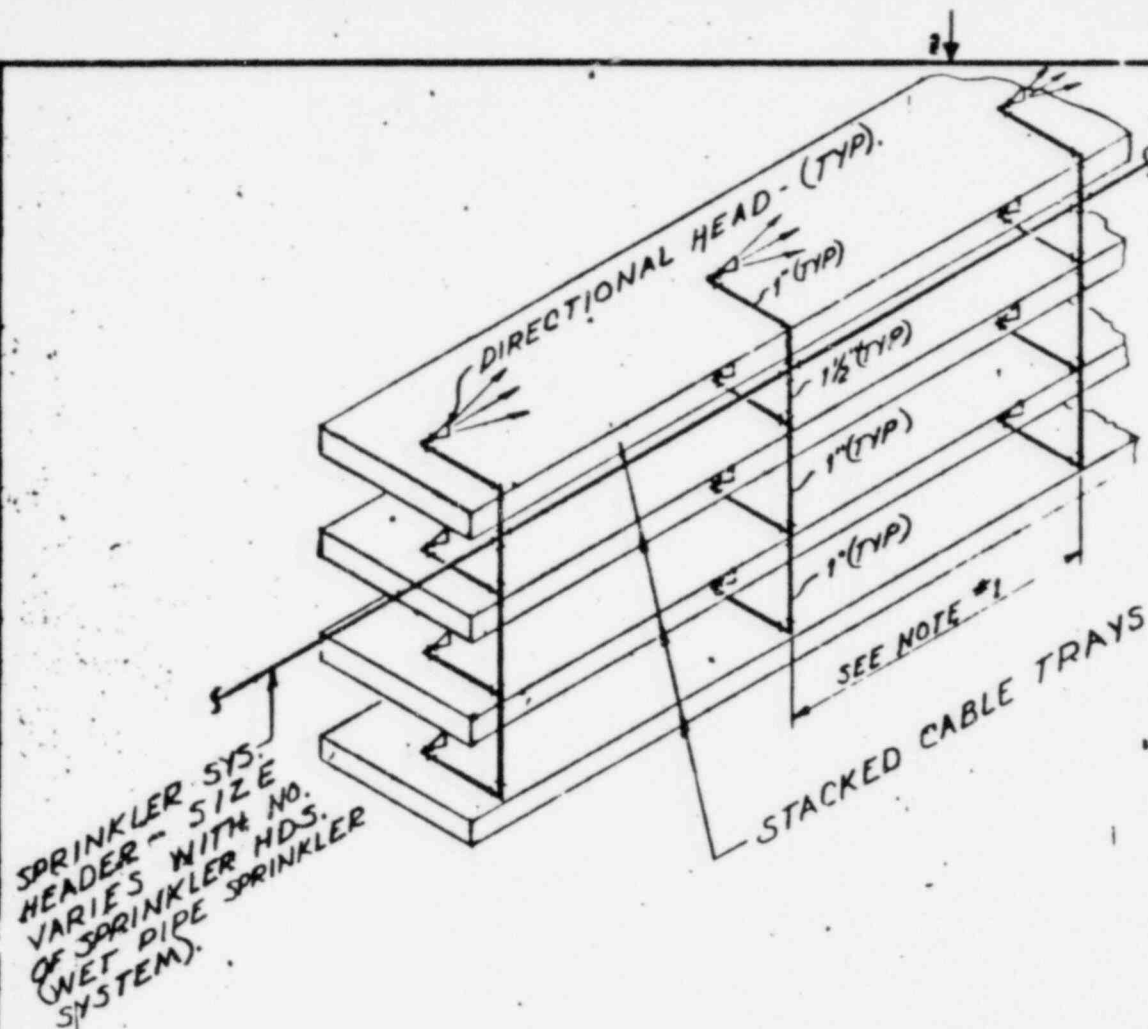 2
DIRECTIONAL HEAD - (TYP).
1" (TYP)
1½" (TYP)
1" (TYP)
1" (TYP)
SEE NOTE #1
STACKED CABLE TRAYS
SPRINKLER SYS.
HEADER - SIZE
VARIES WITH NO.
OF SPRINKLER HDS.
(WET PIPE SPRINKLER
SYSTEM).